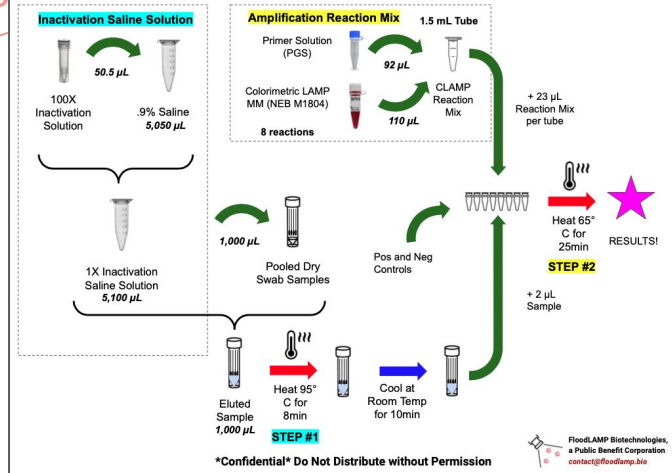 Inactivation Saline Solution
50.5 µL
100X
Inactivation
Solution
.9% Saline
5,050 µL
Amplification Reaction Mix
1.5 mL Tube
Primer Solution
(PGS)
92 µL
Colorimetric LAMP
MM (NEB M1804)
110 µL
CLAMP
Reaction
Mix
8 reactions
+ 23 µL
Reaction Mix
per tube
1X Inactivation
Saline Solution
5,100 µL
1,000 µL
Pooled Dry
Swab Samples
Pos and Neg
Controls
Heat 65°
C for
25min
STEP #2
RESULTS!
+ 2 µL
Sample
Eluted
Sample
1,000 µL
Heat 95°
C for
8min
STEP #1
Cool at
Room Temp
for 10min
*Confidential* Do Not Distribute without Permission
FloodLAMP Biotechnologies,
a Public Benefit Corporation
contact@floodlamp.bio